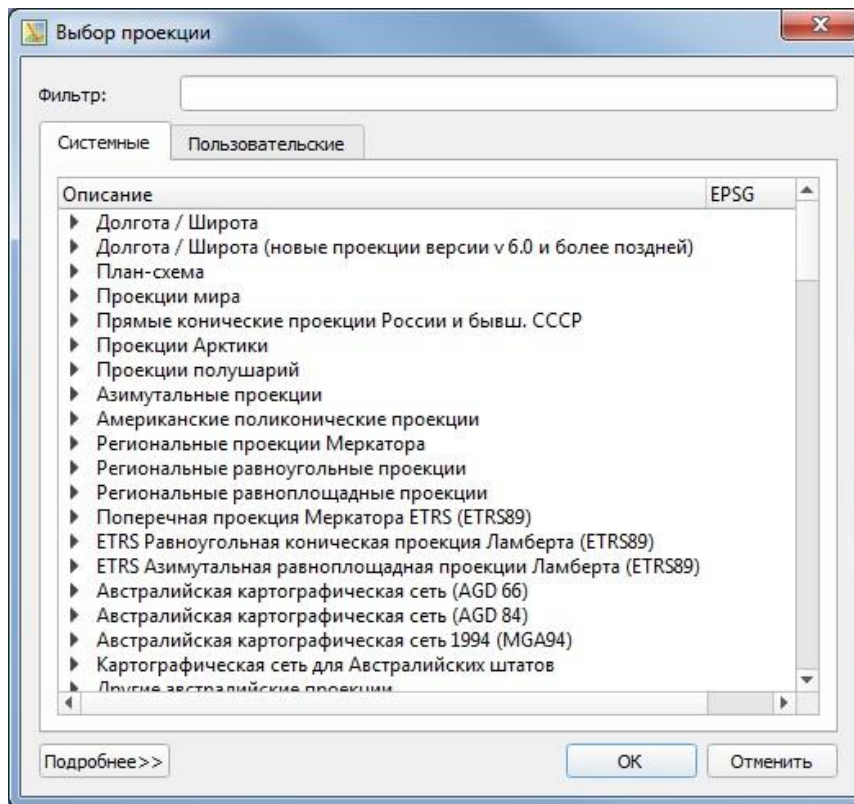 Выбор проекции
Фильтр:
Системные Пользовательские
Описание EPSG
Долгота / Широта
Долгота / Широта (новые проекции версии v 6.0 и более поздней)
План-схема
Проекции мира
Прямые конические проекции России и бывш. СССР
Проекции Арктики
Проекции полушарий
Азимутальные проекции
Американские поликонические проекции
Региональные проекции Меркатора
Региональные равноугольные проекции
Региональные равноплощадные проекции
Поперечная проекция Меркатора ETRS (ETRS89)
ETRS Равноугольная коническая проекция Ламберта (ETRS89)
ETRS Азимутальная равноплощадная проекции Ламберта (ETRS89)
Австралийская картографическая сеть (AGD 66)
Австралийская картографическая сеть (AGD 84)
Австралийская картографическая сеть 1994 (MGA94)
Картографическая сеть для Австралийских штатов
Другие австралийские проекции
Подробнее>> ОК Отменить